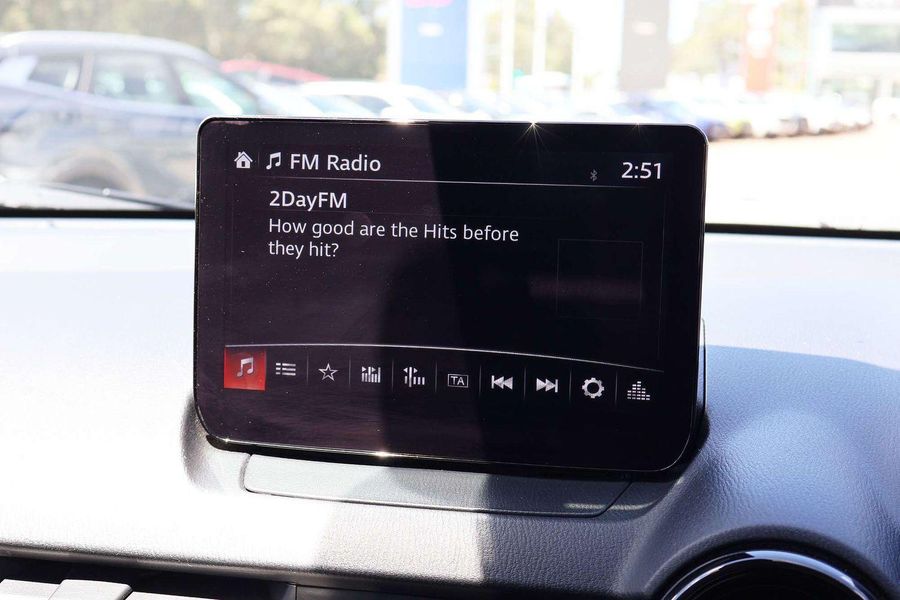 FM Radio
2:51
2DayFM
How good are the Hits before
they hit?
TA